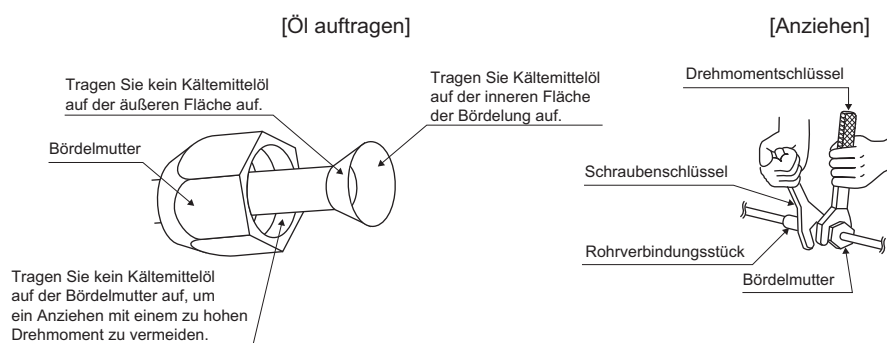 [Öl auftragen]
Tragen Sie kein Kältemittelöl
auf der äußeren Fläche auf.
Tragen Sie Kältemittelöl
auf der inneren Fläche
der Bördelung auf.
Bördelmutter
Tragen Sie kein Kältemittelöl
auf der Bördelmutter auf, um
ein Anziehen mit einem zu hohen
Drehmoment zu vermeiden.
[Anziehen]
Drehmomentschlüssel
Schraubenschlüssel
Rohrverbindungsstück
Bördelmutter